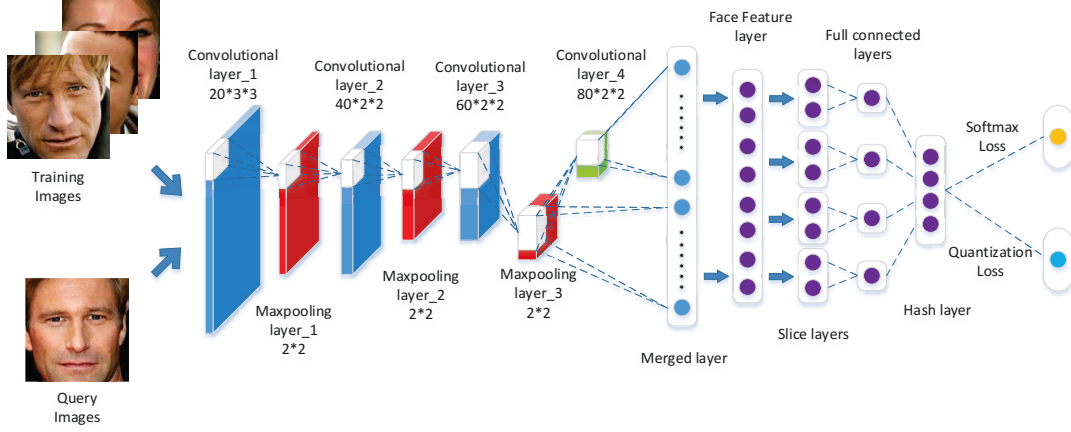 Convolutional
layer_1
20*3*3
Convolutional
layer_2
40*2*2
Convolutional
layer_3
60*2*2
Convolutional
layer_4
80*2*2
Face Feature
layer
Full connected
layers
Training
Images
Softmax
Loss
Maxpooling
layer_1
2*2
Maxpooling
layer_2
2*2
Maxpooling
layer_3
2*2
Quantization
Loss
Hash layer
Slice layers
Merged layer
Query
Images